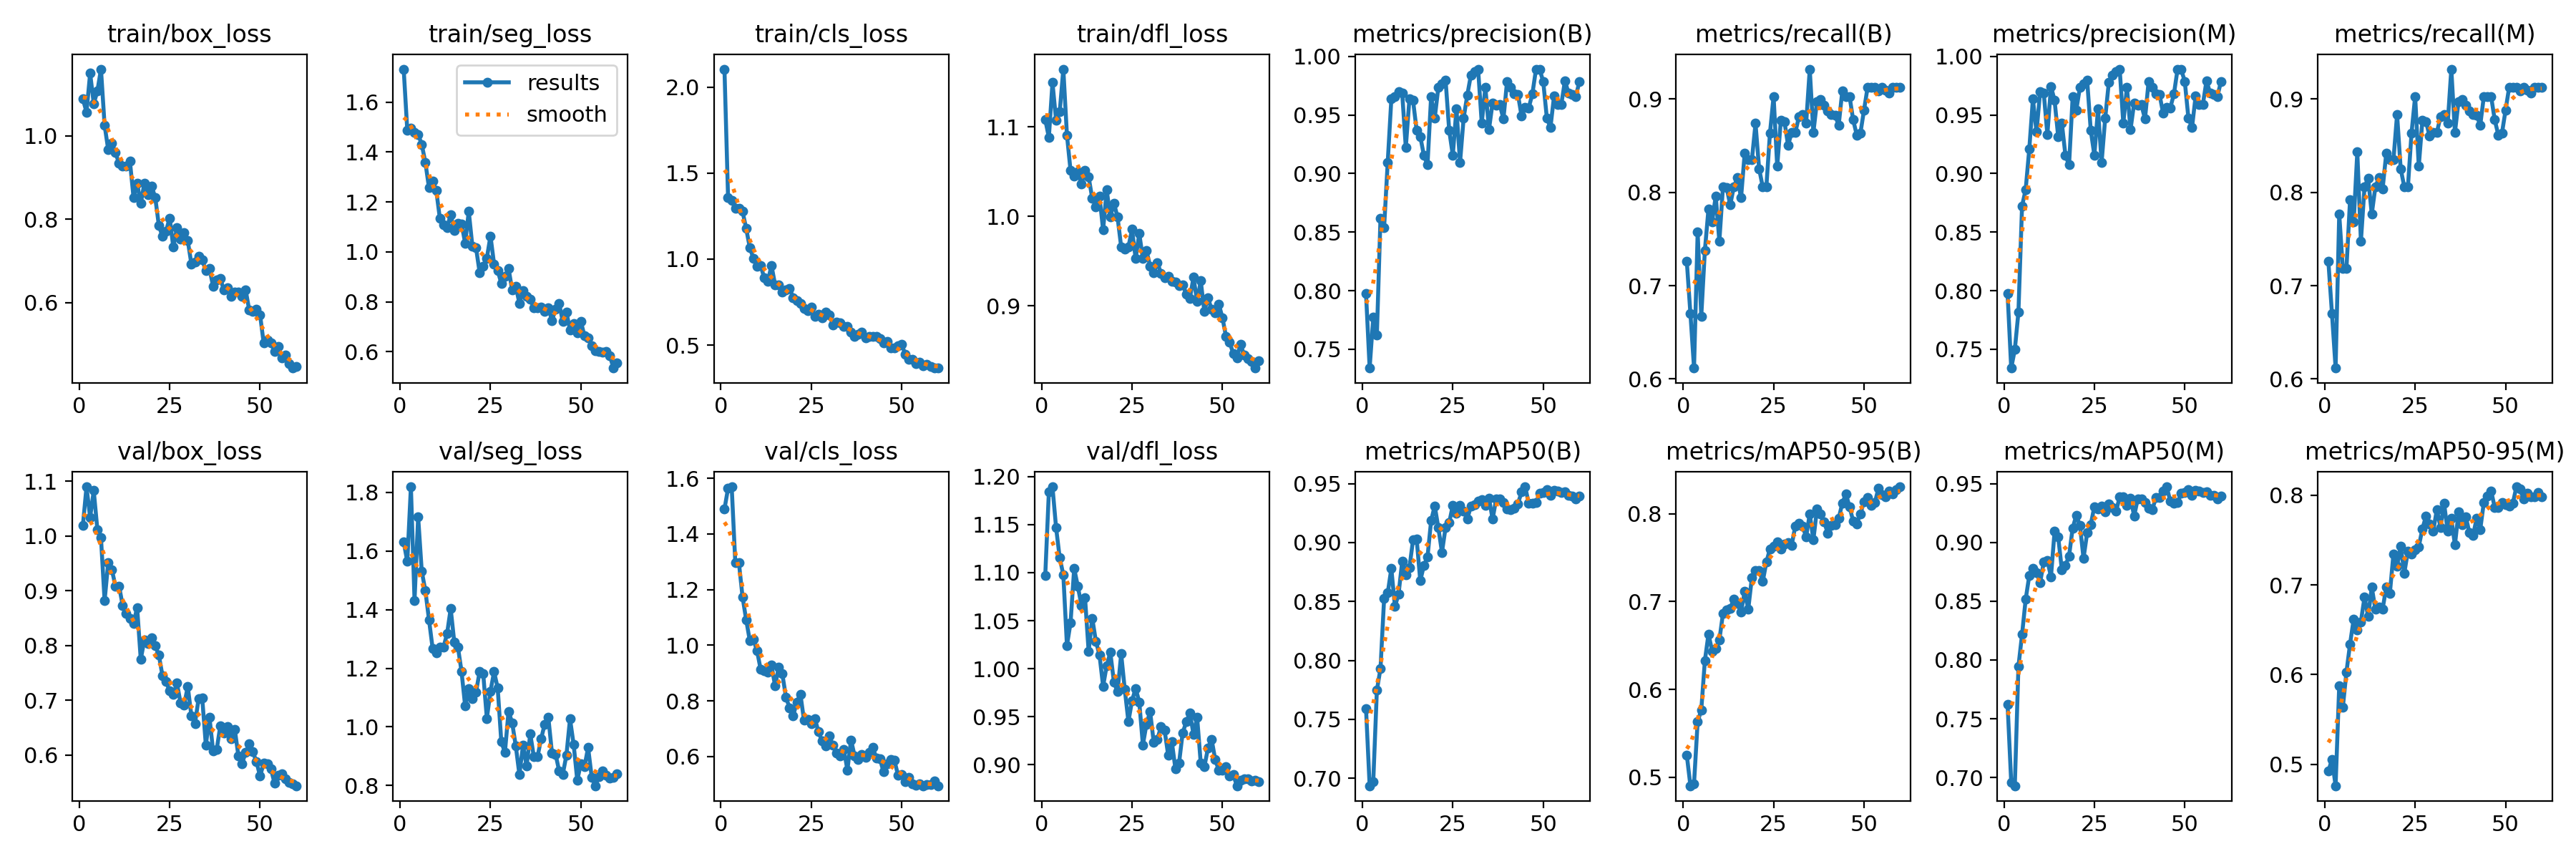 train/box_loss
1.0
0.8
0.6
0 25 50
train/seg_loss
results
smooth
1.6
1.4
1.2
1.0
0.8
0.6
0 25 50
train/cls_loss
2.0
1.5
1.0
0.5
0 25 50
train/dfl_loss
1.1
1.0
0.9
0 25 50
metrics/precision(B)
1.00
0.95
0.90
0.85
0.80
0.75
0 25 50
metrics/recall(B)
0.9
0.8
0.7
0.6
0 25 50
metrics/precision(M)
1.00
0.95
0.90
0.85
0.80
0.75
0 25 50
metrics/recall(M)
0.9
0.8
0.7
0.6
0 25 50
val/box_loss
1.1
1.0
0.9
0.8
0.7
0.6
0 25 50
val/seg_loss
1.8
1.6
1.4
1.2
1.0
0.8
0 25 50
val/cls_loss
1.6
1.4
1.2
1.0
0.8
0.6
0 25 50
val/dfl_loss
1.20
1.15
1.10
1.05
1.00
0.95
0.90
0 25 50
metrics/mAP50(B)
0.95
0.90
0.85
0.80
0.75
0.70
0 25 50
metrics/mAP50-95(B)
0.8
0.7
0.6
0.5
0 25 50
metrics/mAP50(M)
0.95
0.90
0.85
0.80
0.75
0.70
0 25 50
metrics/mAP50-95(M)
0.8
0.7
0.6
0.5
0 25 50